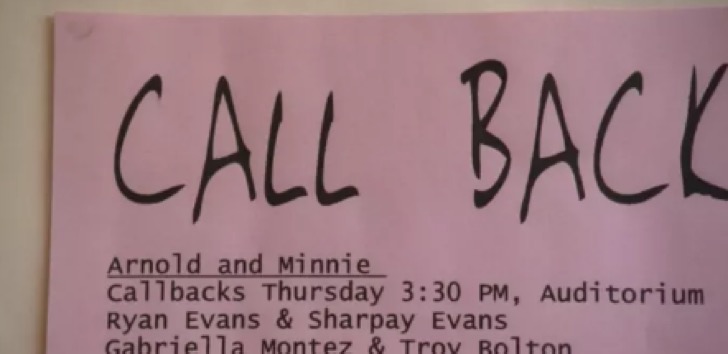 CALL BACK
Arnold and Minnie
Callbacks Thursday 3:30 PM, Auditorium
Ryan Evans & Sharpay Evans
Gabriella Montez & Troy Bolton